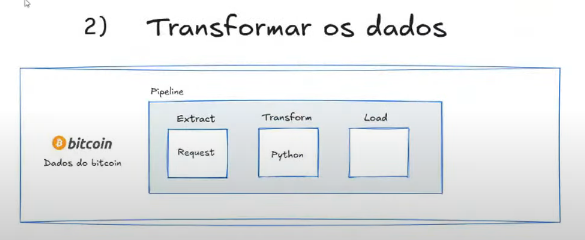 2) Transformar os dados
Pipeline
Extract Transform Load
bitcoin
Request Python
Dados do bitcoin